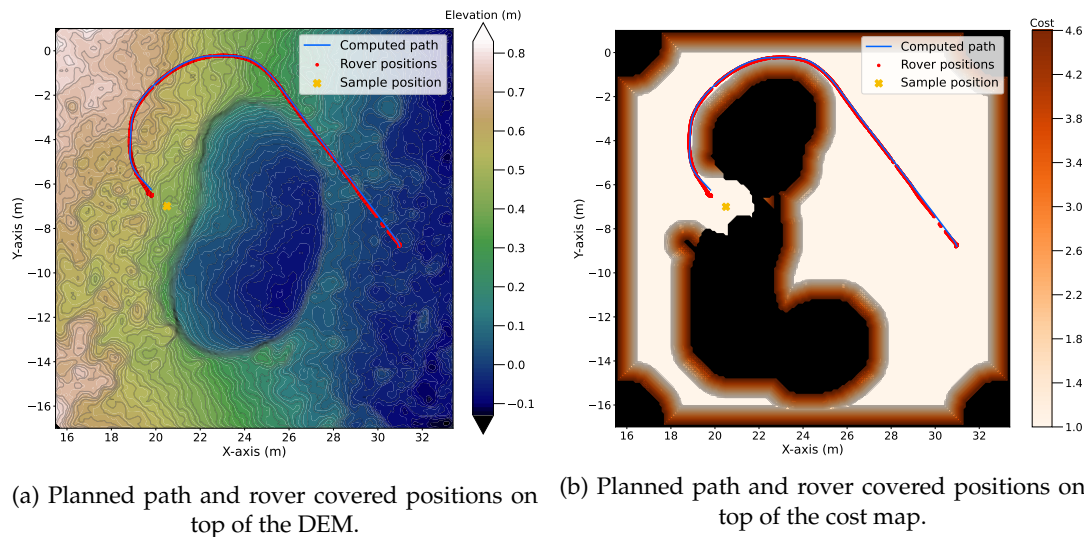 Elevation (m)
Computed path
Rover positions
Sample position
0
−2
−4
−6
−8
−10
−12
−14
−16
Y-axis (m)
16 18 20 22 24 26 28 30 32
X-axis (m)
0.8
0.7
0.6
0.5
0.4
0.3
0.2
0.1
0.0
−0.1
(a) Planned path and rover covered positions on
top of the DEM.
Cost
Computed path
Rover positions
Sample position
0
−2
−4
−6
−8
−10
−12
−14
−16
Y-axis (m)
16 18 20 22 24 26 28 30 32
X-axis (m)
4.6
4.2
3.8
3.4
3.0
2.6
2.2
1.8
1.4
1.0
(b) Planned path and rover covered positions on
top of the cost map.